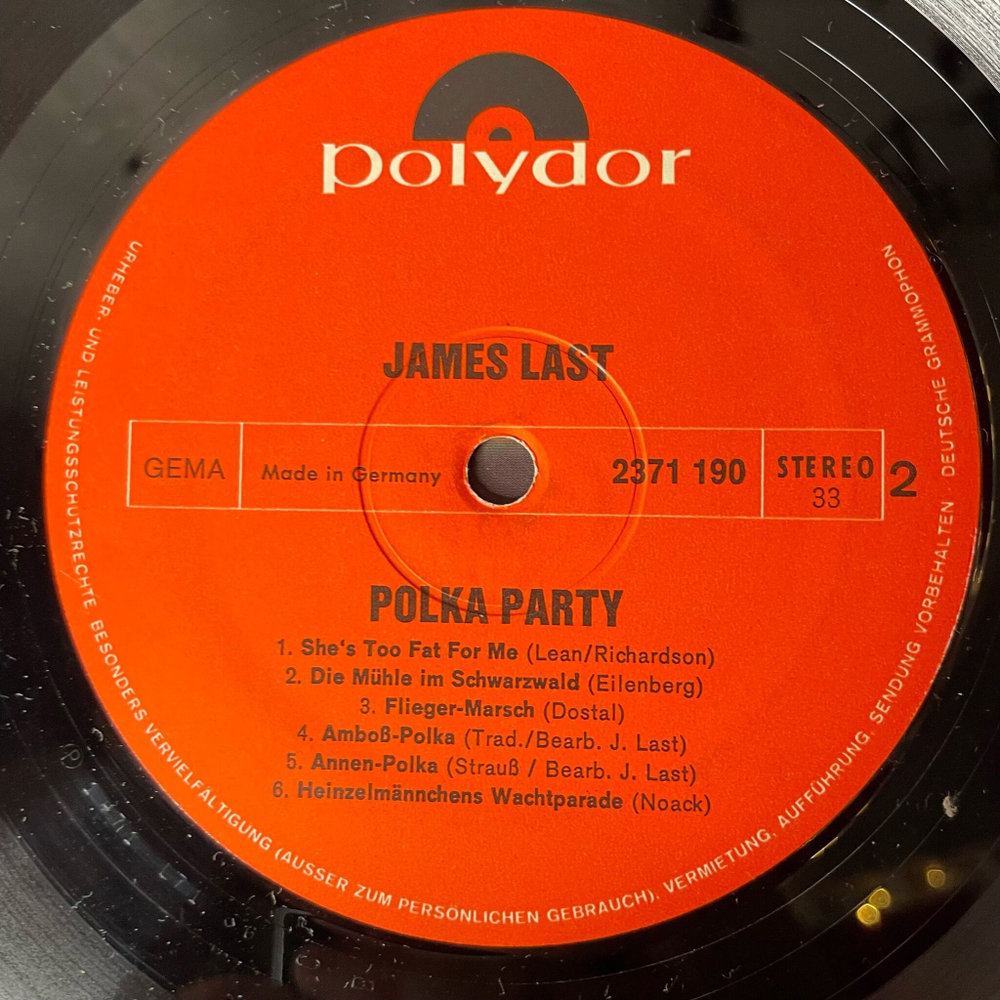 polydor
JAMES LAST
GEMA
Made in Germany
2371 190
STEREO
33
2
POLKA PARTY
1. She's Too Fat For Me (Lean/Richardson)
2. Die Mühle im Schwarzwald (Eilenberg)
3. Flieger-Marsch (Dostal)
4. Amboß-Polka (Trad./Bearb. J. Last)
5. Annen-Polka (Strauß / Bearb. J. Last)
6. Heinzelmännchens Wachtparade (Noack)
URHEBER- UND LEISTUNGSSCHUTZRECHTE, BESONDERS VERVIELFÄLTIGUNG (AUSSER ZUM PERSÖNLICHEN GEBRAUCH), VERMIETUNG, AUFFÜHRUNG, SENDUNG VORBEHALTEN DEUTSCHE GRAMMOPHON